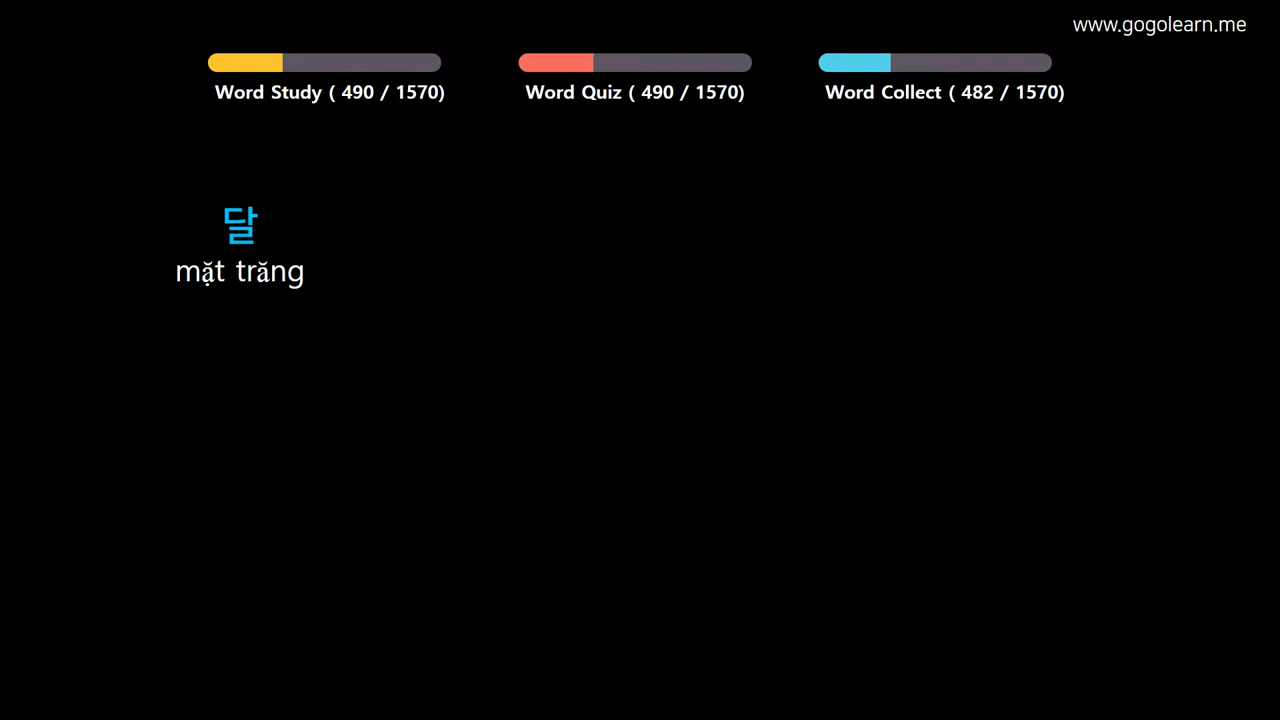 www.gogolearn.me
Word Study ( 490 / 1570)
Word Quiz ( 490 / 1570)
Word Collect ( 482 / 1570)
달
mặt trăng